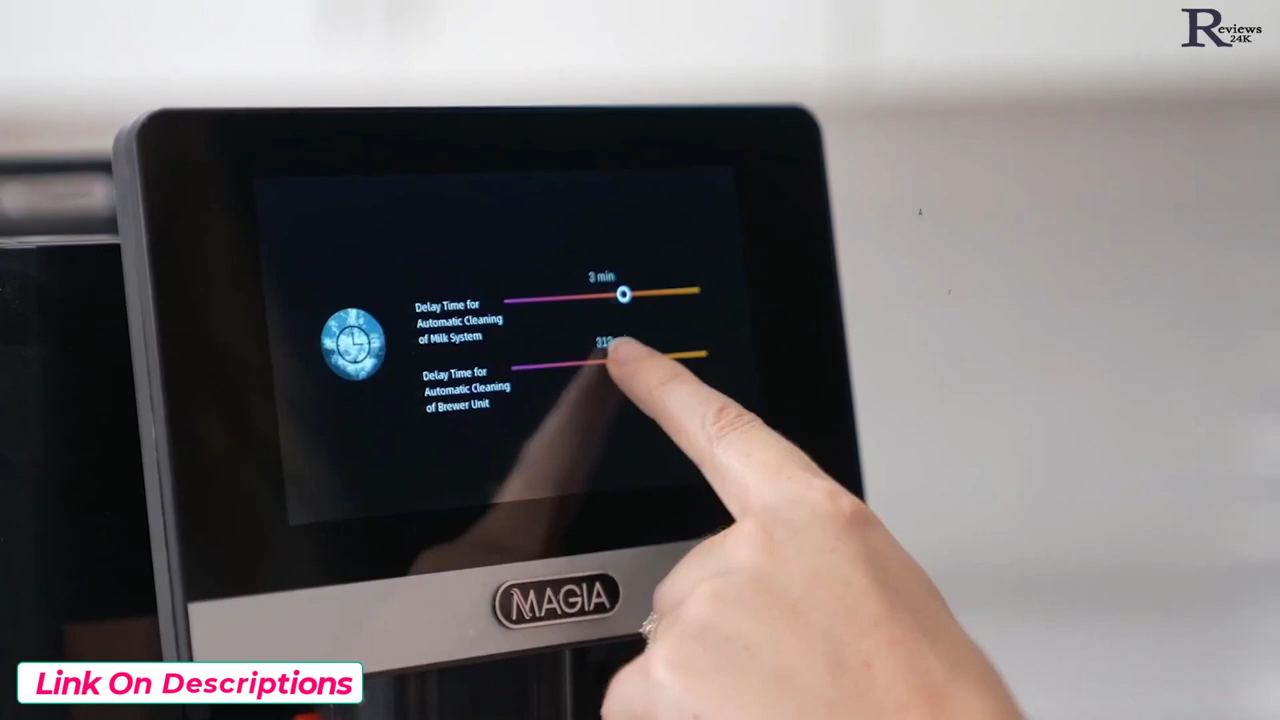 Reviews
24K
3 min
Delay Time for
Automatic Cleaning
of Milk System
Delay Time for
Automatic Cleaning
of Brewer Unit
MAGIA
Link On Descriptions